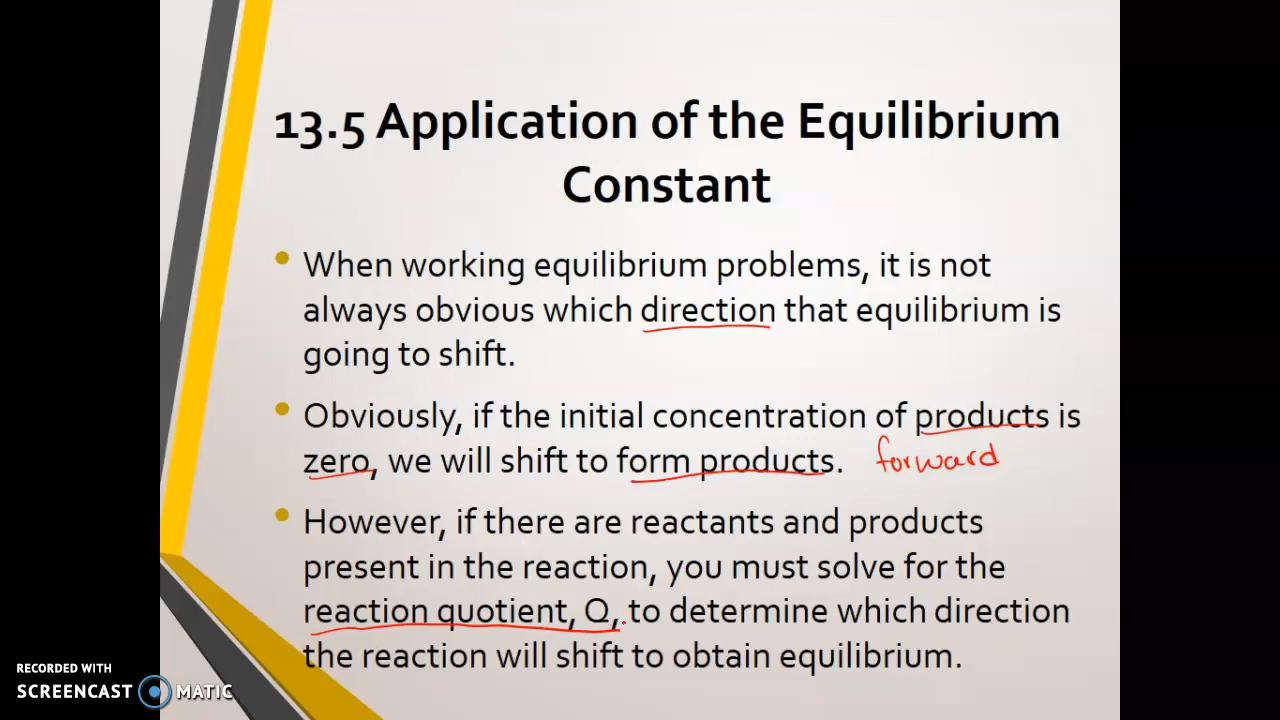 13.5 Application of the Equilibrium
Constant
• When working equilibrium problems, it is not
always obvious which direction that equilibrium is
going to shift.
• Obviously, if the initial concentration of products is
zero, we will shift to form products. forward
• However, if there are reactants and products
present in the reaction, you must solve for the
reaction quotient, Q, to determine which direction
the reaction will shift to obtain equilibrium.
RECORDED WITH
SCREENCAST MATIC